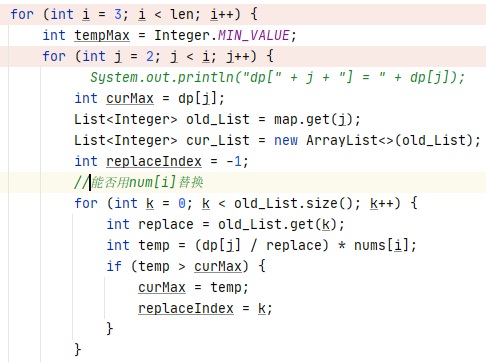 for (int i = 3; i < len; i++) {
    int tempMax = Integer.MIN_VALUE;
    for (int j = 2; j < i; j++) {
          System.out.println("dp[" + j + "] = " + dp[j]);
        int curMax = dp[j];
        List<Integer> old_List = map.get(j);
        List<Integer> cur_List = new ArrayList<>(old_List);
        int replaceIndex = -1;
        //能否用num[i]替换
        for (int k = 0; k < old_List.size(); k++) {
            int replace = old_List.get(k);
            int temp = (dp[j] / replace) * nums[i];
            if (temp > curMax) {
                curMax = temp;
                replaceIndex = k;
            }
        }